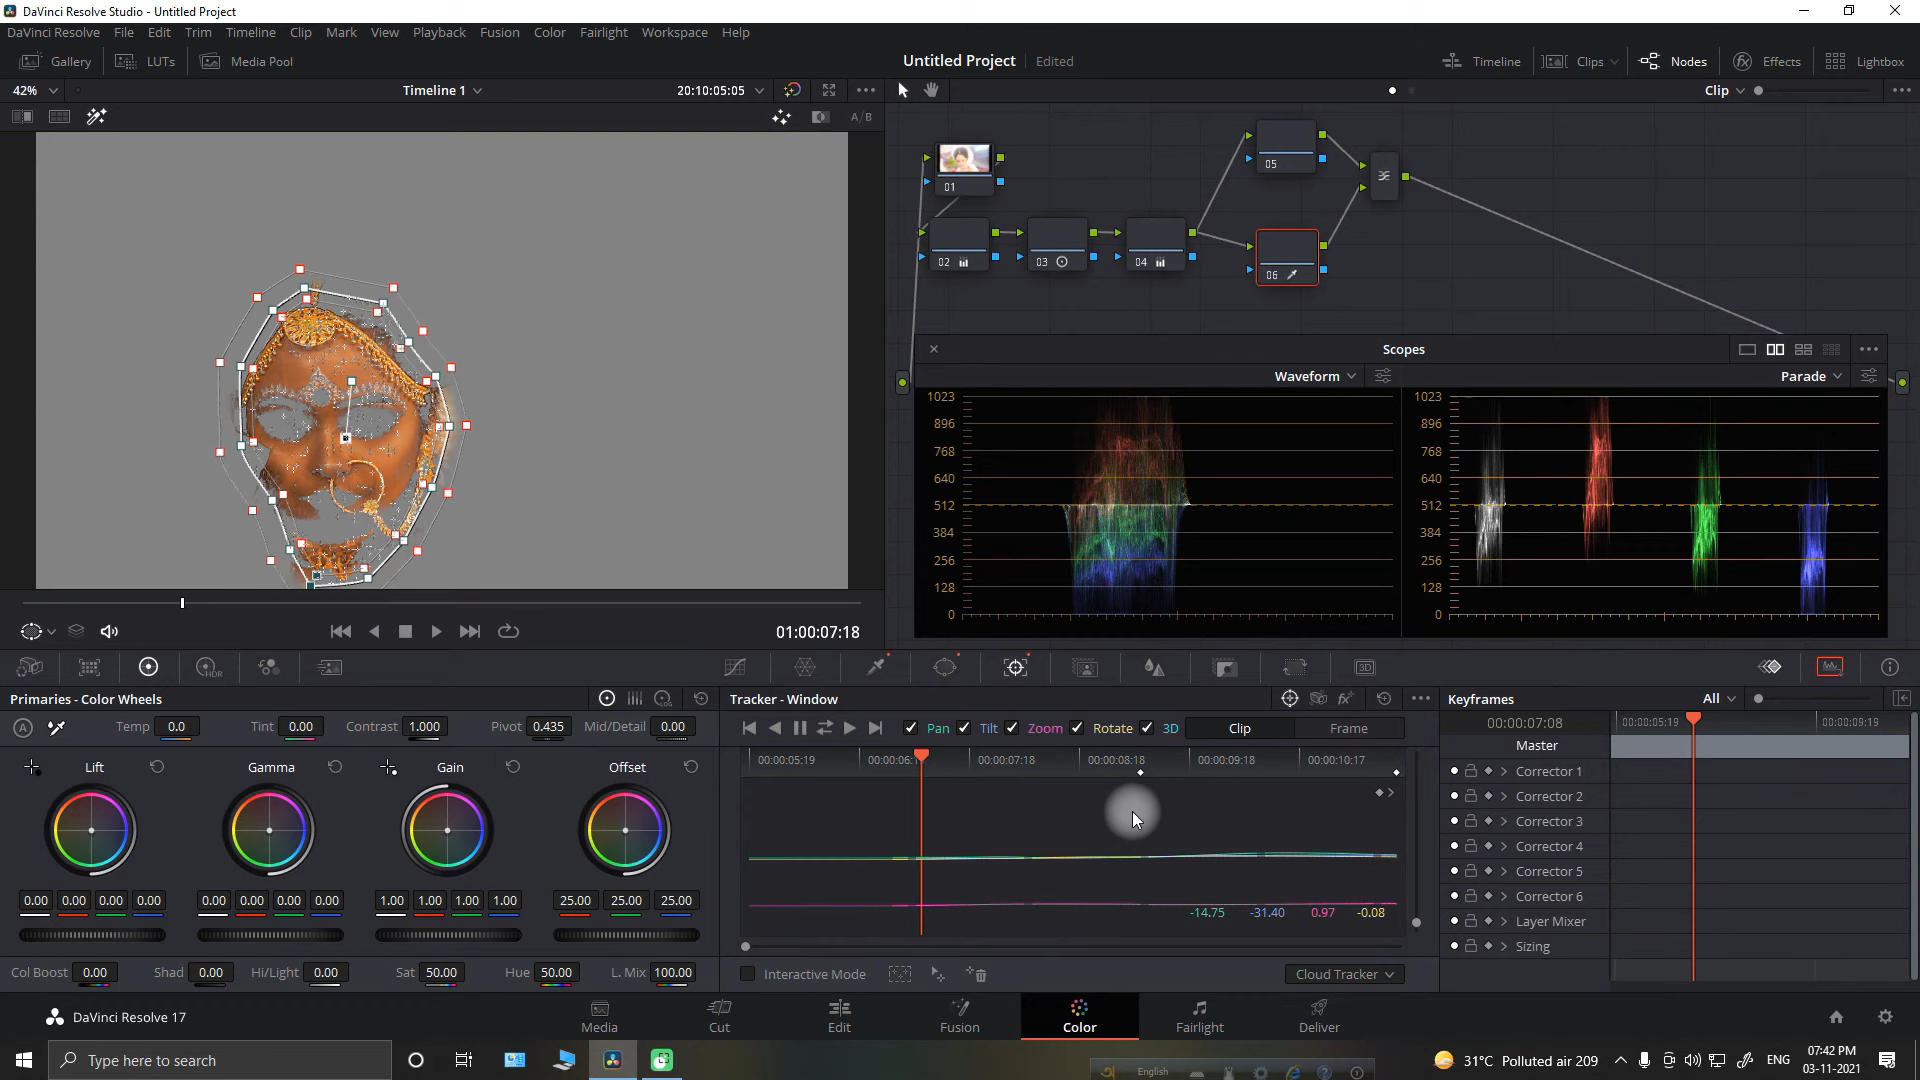 DaVinci Resolve Studio - Untitled Project
DaVinci Resolve File Edit Trim Timeline Clip Mark View Playback Fusion Color Fairlight Workspace Help
Gallery LUTs Media Pool Untitled Project Edited Timeline Clips Nodes Effects Lightbox
42% Timeline 1 20:10:05:05 Clip
A/B
01
05
02 03 04 06
Scopes
Waveform Parade
1023 1023
896 896
768 768
640 640
512 512
384 384
256 256
128 128
0 0
01:00:07:18
HDR 3D
Primaries - Color Wheels LOG Tracker - Window fx Keyframes All
A Temp 0.0 Tint 0.00 Contrast 1.000 Pivot 0.435 Mid/Detail 0.00 Pan Tilt Zoom Rotate 3D Clip Frame 00:00:07:08 00:00:05:19 00:00:09:19
Master
Lift Gamma Gain Offset 00:00:05:19 00:00:07:18 00:00:08:18 00:00:09:18 00:00:10:17
Corrector 1
Corrector 2
Corrector 3
Corrector 4
Corrector 5
Corrector 6
Layer Mixer
Sizing
0.00 0.00 0.00 0.00 0.00 0.00 0.00 0.00 1.00 1.00 1.00 1.00 25.00 25.00 25.00 -14.75 -31.40 0.97 -0.08
Col Boost 0.00 Shad 0.00 Hi/Light 0.00 Sat 50.00 Hue 50.00 L. Mix 100.00 Interactive Mode Cloud Tracker
DaVinci Resolve 17 Media Cut Edit Fusion Color Fairlight Deliver
Type here to search 31°C Polluted air 209 ENG 07:42 PM
03-11-2021
English